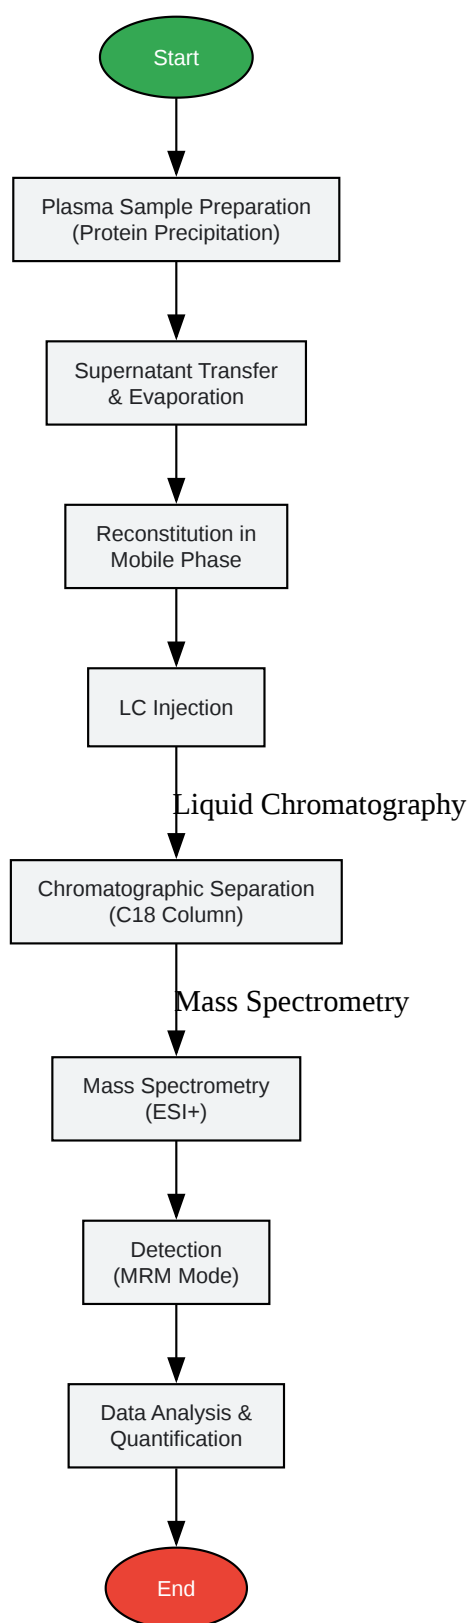 Start
Plasma Sample Preparation
(Protein Precipitation)
Supernatant Transfer
& Evaporation
Reconstitution in
Mobile Phase
LC Injection
Liquid Chromatography
Chromatographic Separation
(C18 Column)
Mass Spectrometry
Mass Spectrometry
(ESI+)
Detection
(MRM Mode)
Data Analysis &
Quantification
End